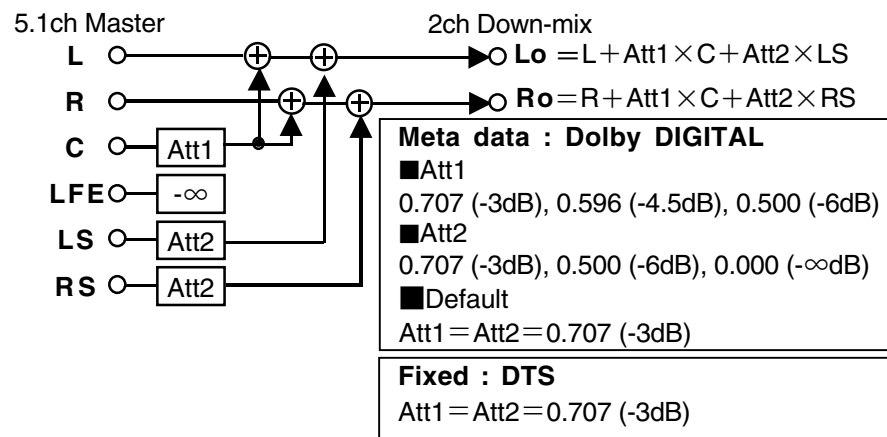 5.1ch Master
2ch Down-mix
L
Lo =L+Att1×C+Att2×LS
R
Ro=R+Att1×C+Att2×RS
C
Att1
LFE
-∞
LS
Att2
RS
Att2
Meta data : Dolby DIGITAL
■Att1
0.707 (-3dB), 0.596 (-4.5dB), 0.500 (-6dB)
■Att2
0.707 (-3dB), 0.500 (-6dB), 0.000 (-∞dB)
■Default
Att1=Att2=0.707 (-3dB)
Fixed : DTS
Att1=Att2=0.707 (-3dB)